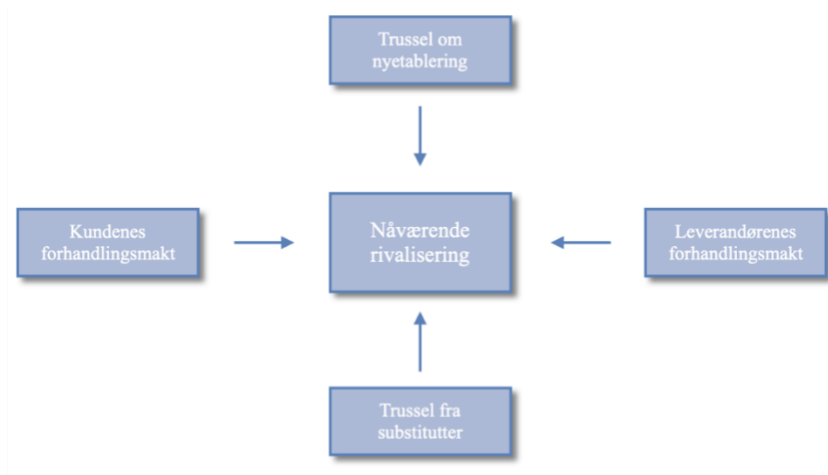 Trussel om
nyetablering
Kundenes
forhandlingsmakt
Nåværende
rivalisering
Leverandørenes
forhandlingsmakt
Trussel fra
substitutter